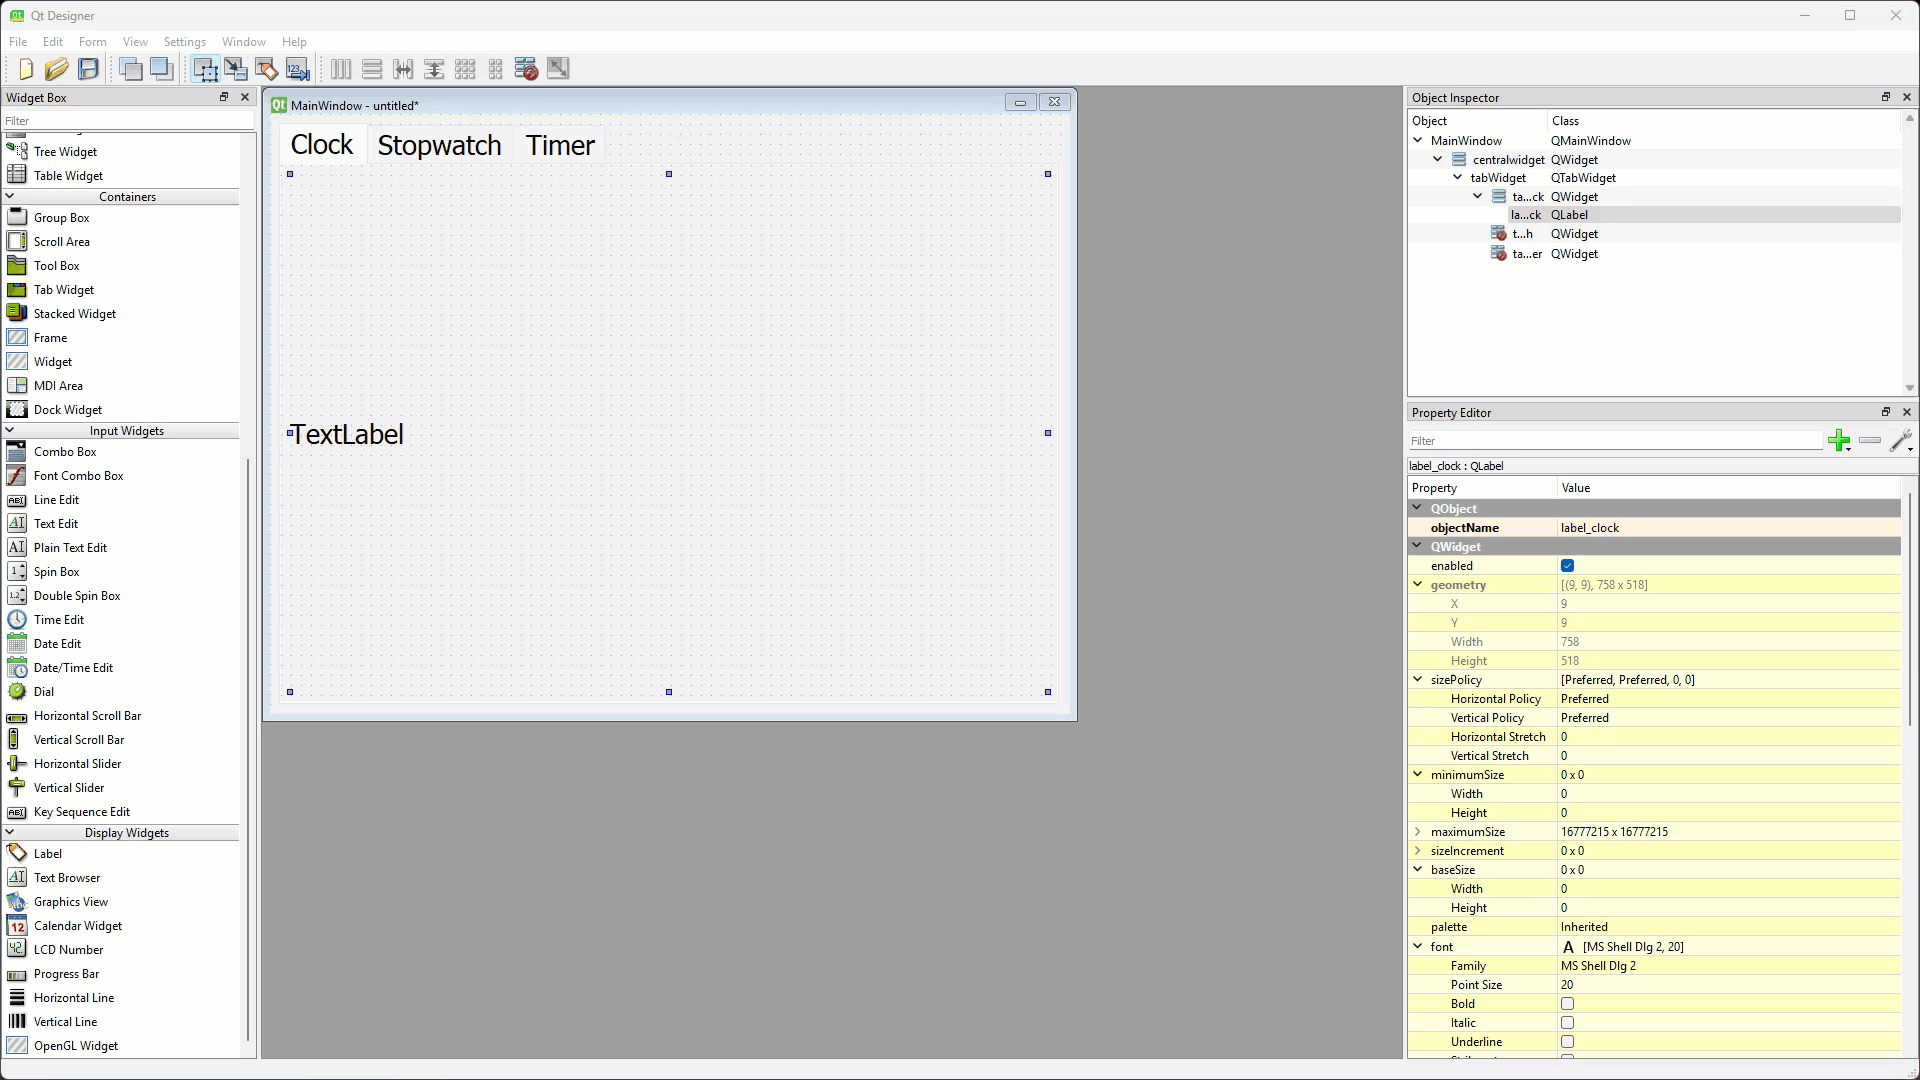 Qt Designer
File Edit Form View Settings Window Help
Widget Box
Filter
Tree Widget
Table Widget
Containers
Group Box
Scroll Area
Tool Box
Tab Widget
Stacked Widget
Frame
Widget
MDI Area
Dock Widget
Input Widgets
Combo Box
Font Combo Box
Line Edit
Text Edit
Plain Text Edit
Spin Box
Double Spin Box
Time Edit
Date Edit
Date/Time Edit
Dial
Horizontal Scroll Bar
Vertical Scroll Bar
Horizontal Slider
Vertical Slider
Key Sequence Edit
Display Widgets
Label
Text Browser
Graphics View
Calendar Widget
LCD Number
Progress Bar
Horizontal Line
Vertical Line
OpenGL Widget
MainWindow - untitled*
Clock Stopwatch Timer
TextLabel
Object Inspector
Object Class
MainWindow QMainWindow
centralwidget QWidget
tabWidget QTabWidget
ta...ck QWidget
la...ck QLabel
t...h QWidget
ta...er QWidget
Property Editor
Filter
label_clock : QLabel
Property Value
QObject
objectName label_clock
QWidget
enabled
geometry [(9, 9), 758 x 518]
X 9
Y 9
Width 758
Height 518
sizePolicy [Preferred, Preferred, 0, 0]
Horizontal Policy Preferred
Vertical Policy Preferred
Horizontal Stretch 0
Vertical Stretch 0
minimumSize 0 x 0
Width 0
Height 0
maximumSize 16777215 x 16777215
sizeIncrement 0 x 0
baseSize 0 x 0
Width 0
Height 0
palette Inherited
font A [MS Shell Dlg 2, 20]
Family MS Shell Dlg 2
Point Size 20
Bold
Italic
Underline